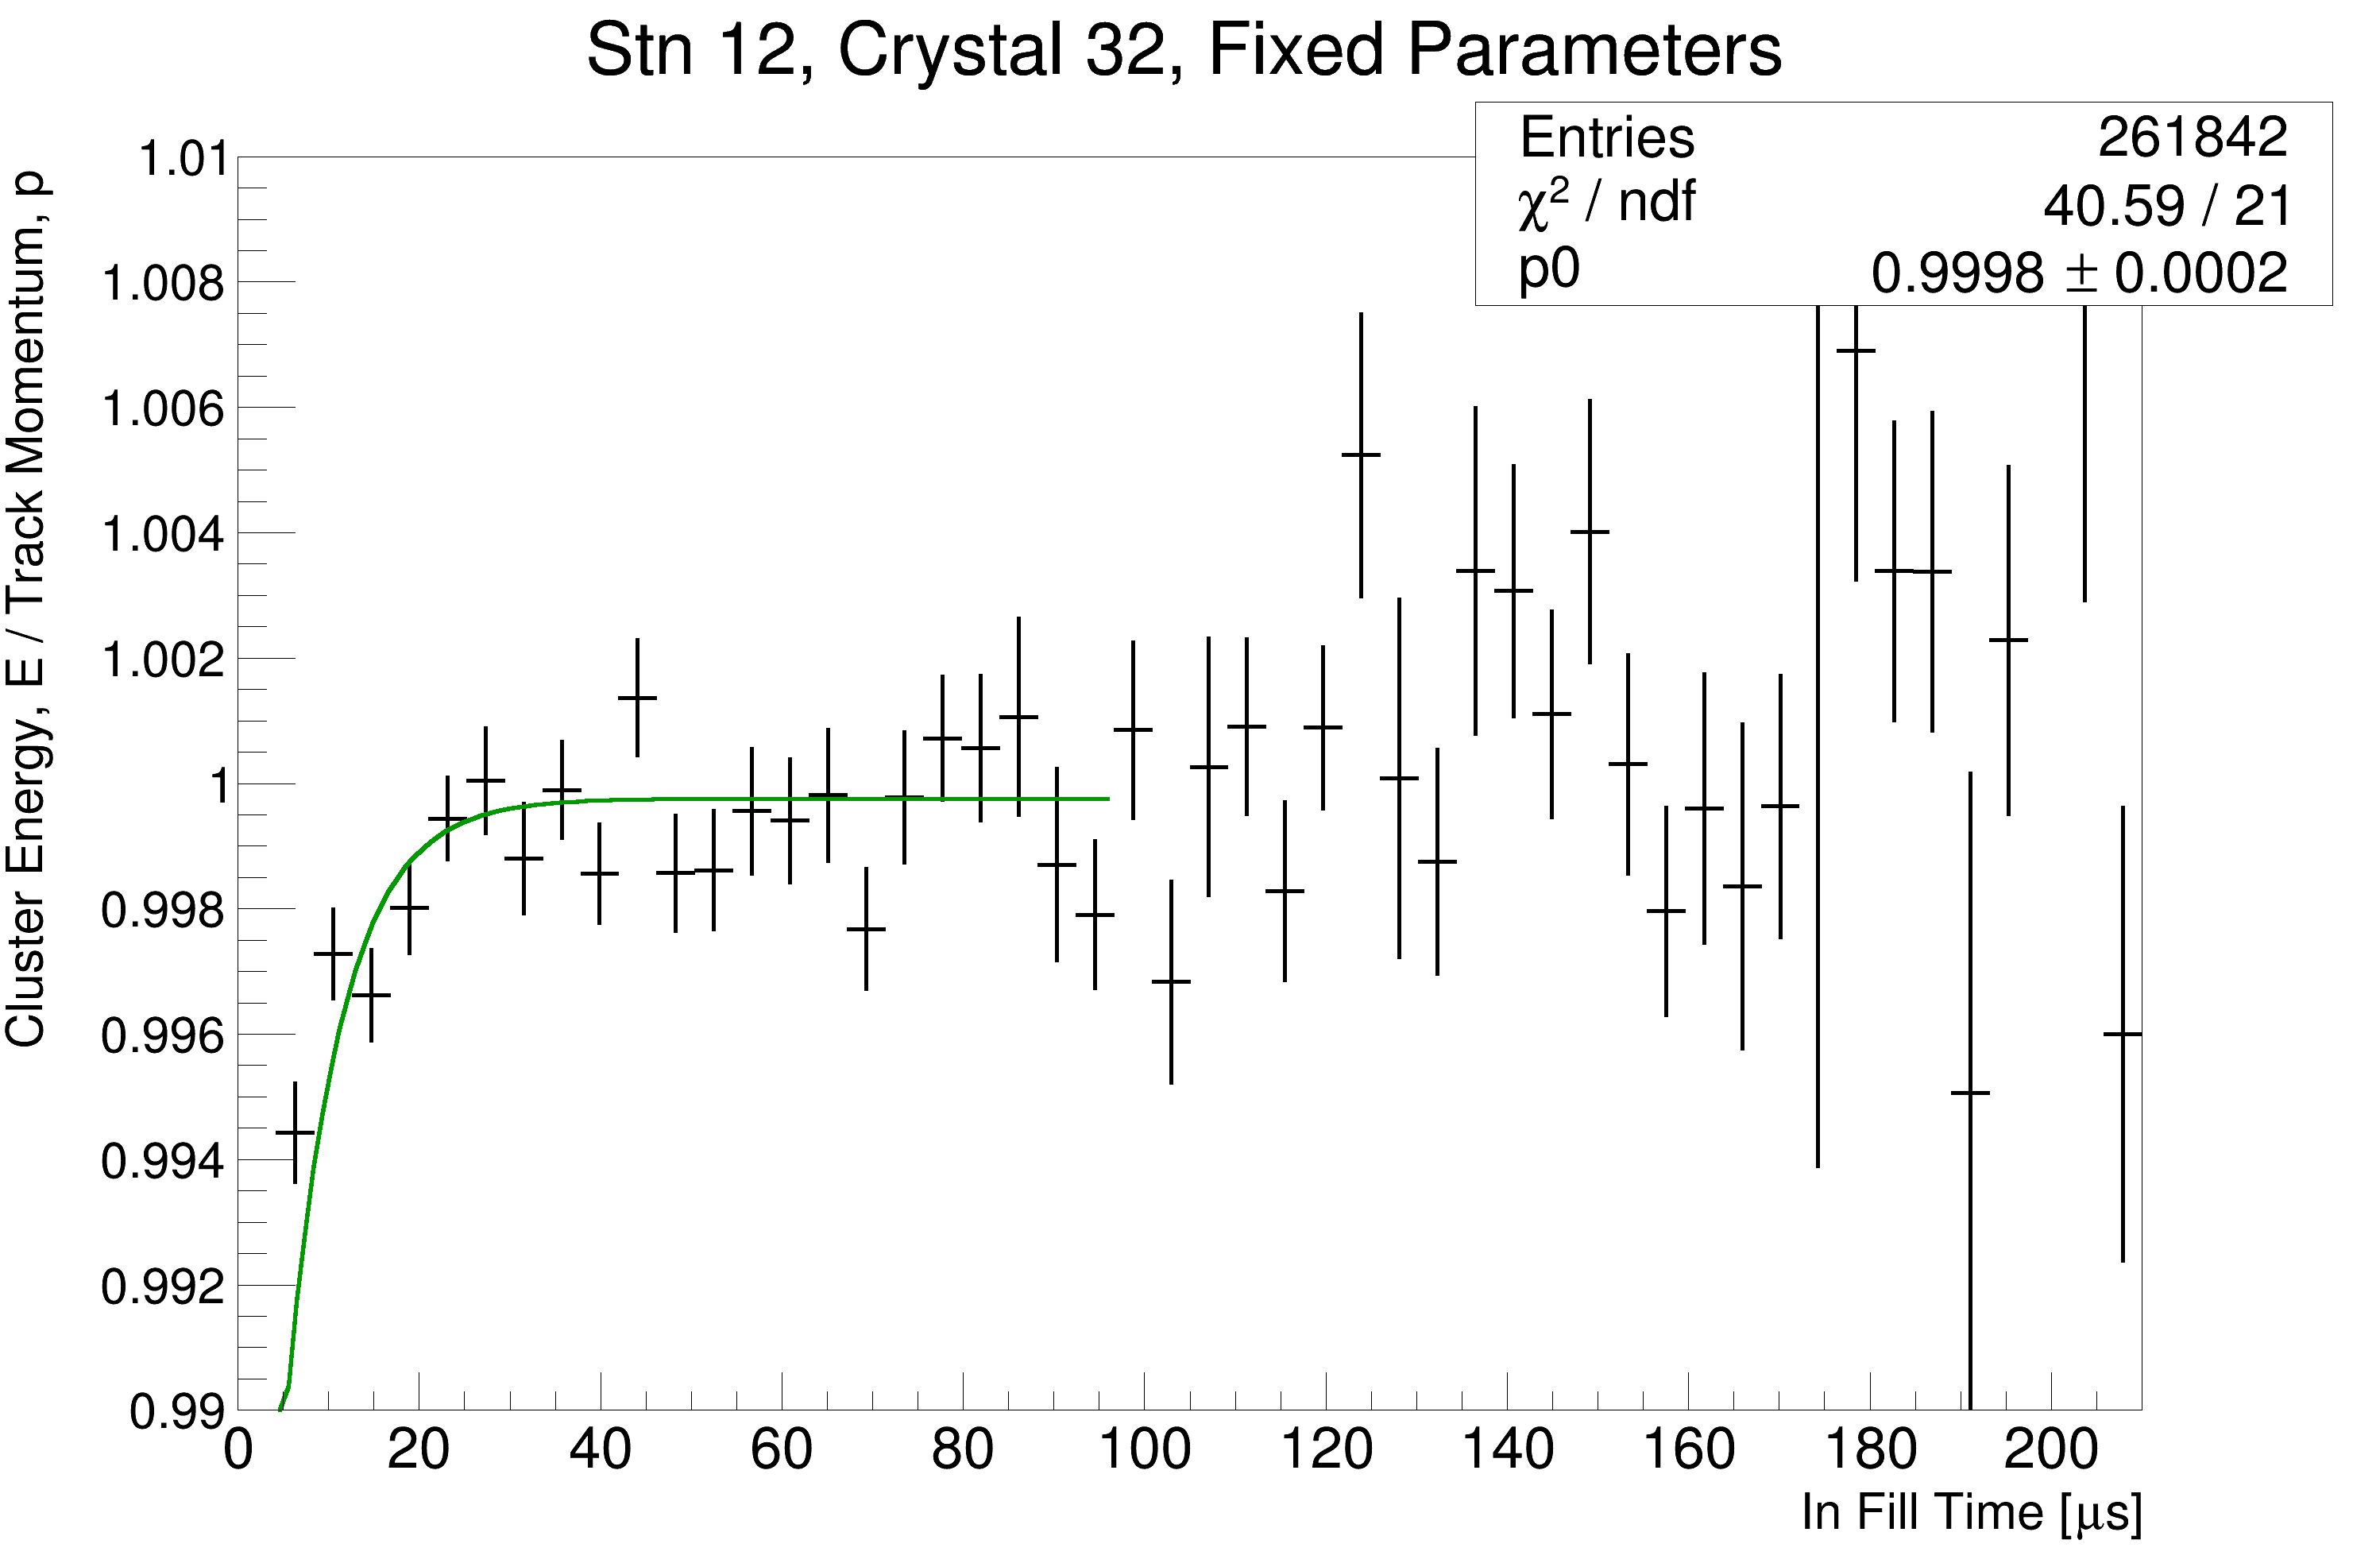 Stn 12, Crystal 32, Fixed Parameters
Entries 261842
χ² / ndf 40.59 / 21
p0 0.9998 ± 0.0002
Cluster Energy, E / Track Momentum, p
1.01
1.008
1.006
1.004
1.002
1
0.998
0.996
0.994
0.992
0.99
0 20 40 60 80 100 120 140 160 180 200
In Fill Time [μs]